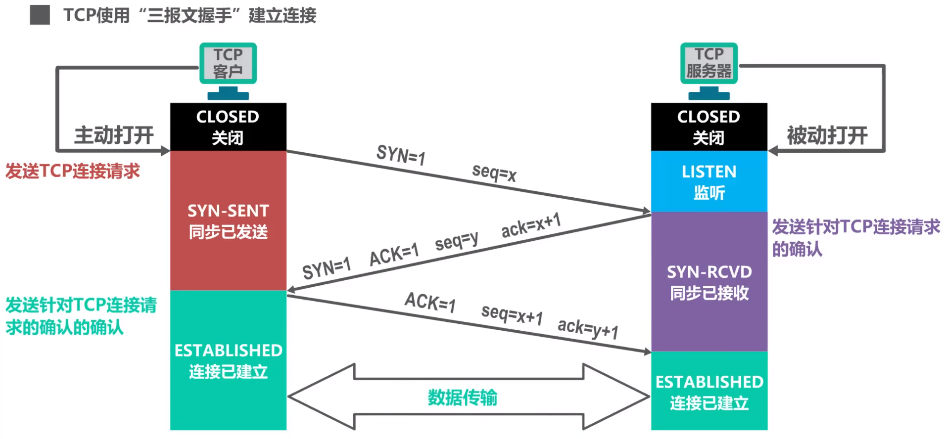 TCP使用“三报文握手”建立连接
TCP
客户
TCP
服务器
CLOSED
关闭
CLOSED
关闭
主动打开
被动打开
发送TCP连接请求
SYN=1 seq=x
LISTEN
监听
SYN-SENT
同步已发送
SYN=1 ACK=1 seq=y ack=x+1
发送针对TCP连接请求
的确认
SYN-RCVD
同步已接收
发送针对TCP连接请
求的确认的确认
ACK=1 seq=x+1 ack=y+1
ESTABLISHED
连接已建立
ESTABLISHED
连接已建立
数据传输